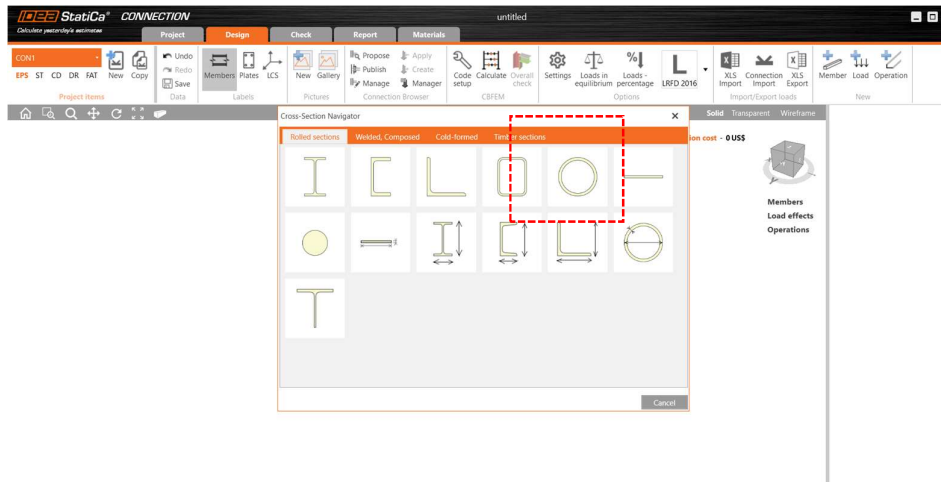 IDEA StatiCa® CONNECTION
untitled
Calculate yesterday's estimates
Project Design Check Report Materials
CON1
EPS ST CD DR FAT
New Copy
Undo
Redo
Save
Members Plates LCS
New Gallery
Propose Apply
Publish Create
Manage Manager
Code setup Calculate Overall check
Settings Loads in equilibrium Loads - percentage
L
LRFD 2016
XLS Import Connection Import XLS Export
Member Load Operation
Project Items Data Labels Pictures Connection Browser CBFEM Options Import/Export loads New
Cross-Section Navigator
Solid Transparent Wireframe
Rolled sections Welded, Composed Cold-formed Timber sections
ion cost - 0 US$
Members
Load effects
Operations
Cancel